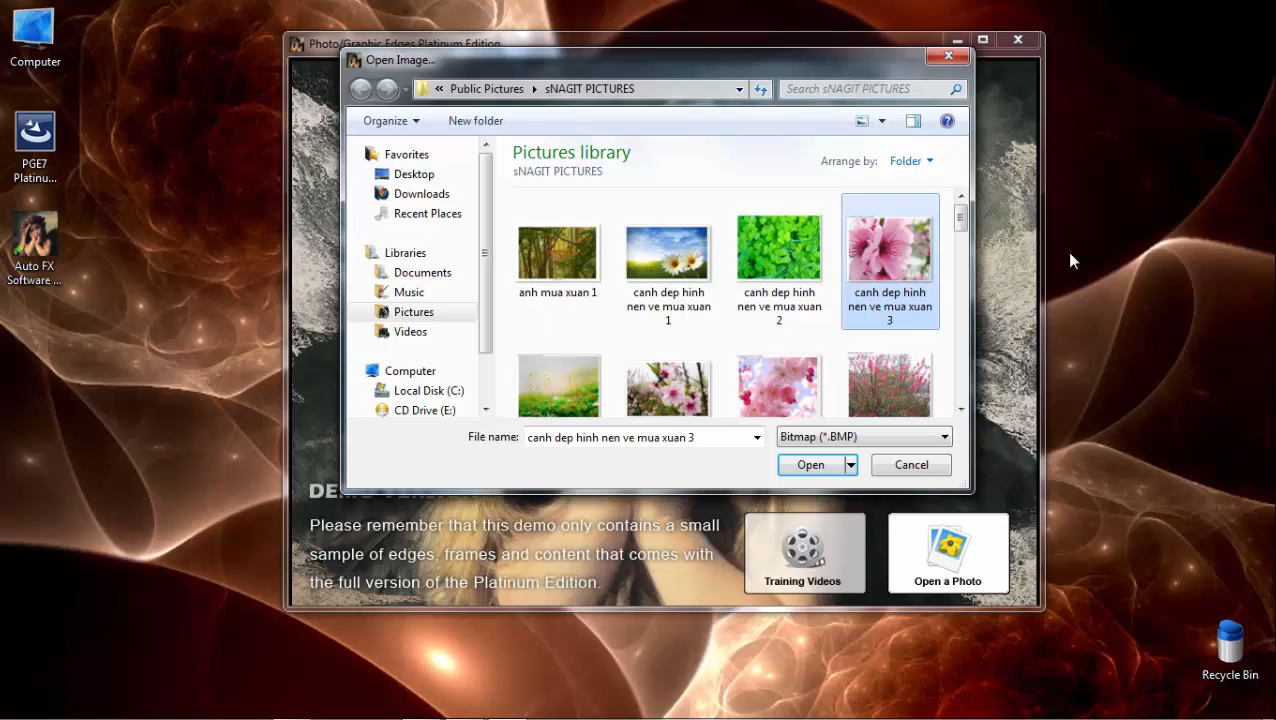 Computer
PGE7
Platinu...
Auto FX
Software ...
Photo/Graphic Edges Platinum Edition
Open Image...
« Public Pictures ▸ sNAGIT PICTURES
Search sNAGIT PICTURES
Organize
New folder
Favorites
Desktop
Downloads
Recent Places
Libraries
Documents
Music
Pictures
Videos
Computer
Local Disk (C:)
CD Drive (E:)
Pictures library
sNAGIT PICTURES
Arrange by: Folder
anh mua xuan 1
canh dep hinh
nen ve mua xuan
1
canh dep hinh
nen ve mua xuan
2
canh dep hinh
nen ve mua xuan
3
File name: canh dep hinh nen ve mua xuan 3
Bitmap (*.BMP)
Open
Cancel
Please remember that this demo only contains a small
sample of edges, frames and content that comes with
the full version of the Platinum Edition.
Training Videos
Open a Photo
Recycle Bin